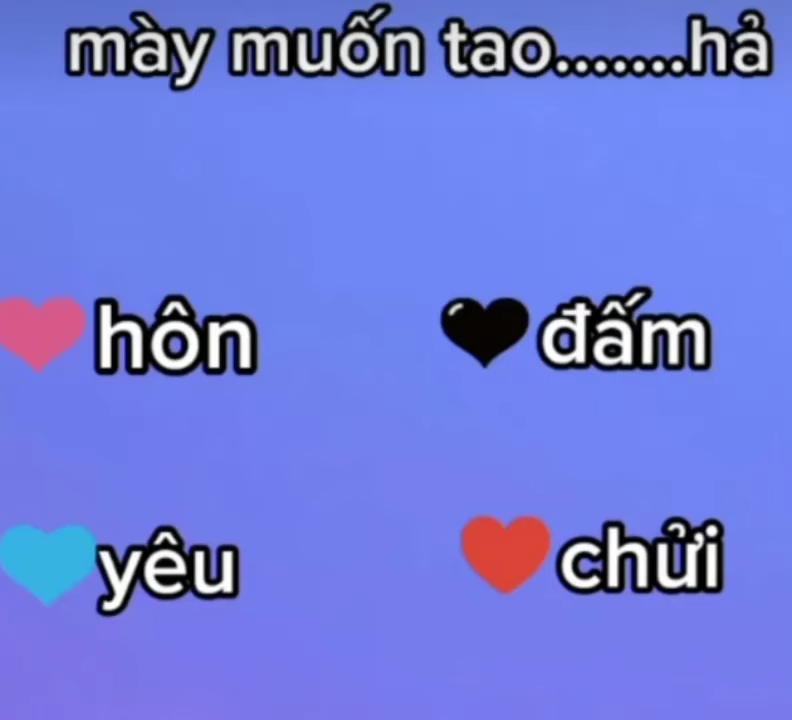 mày muốn tao.......hả
hôn
đấm
yêu
chửi